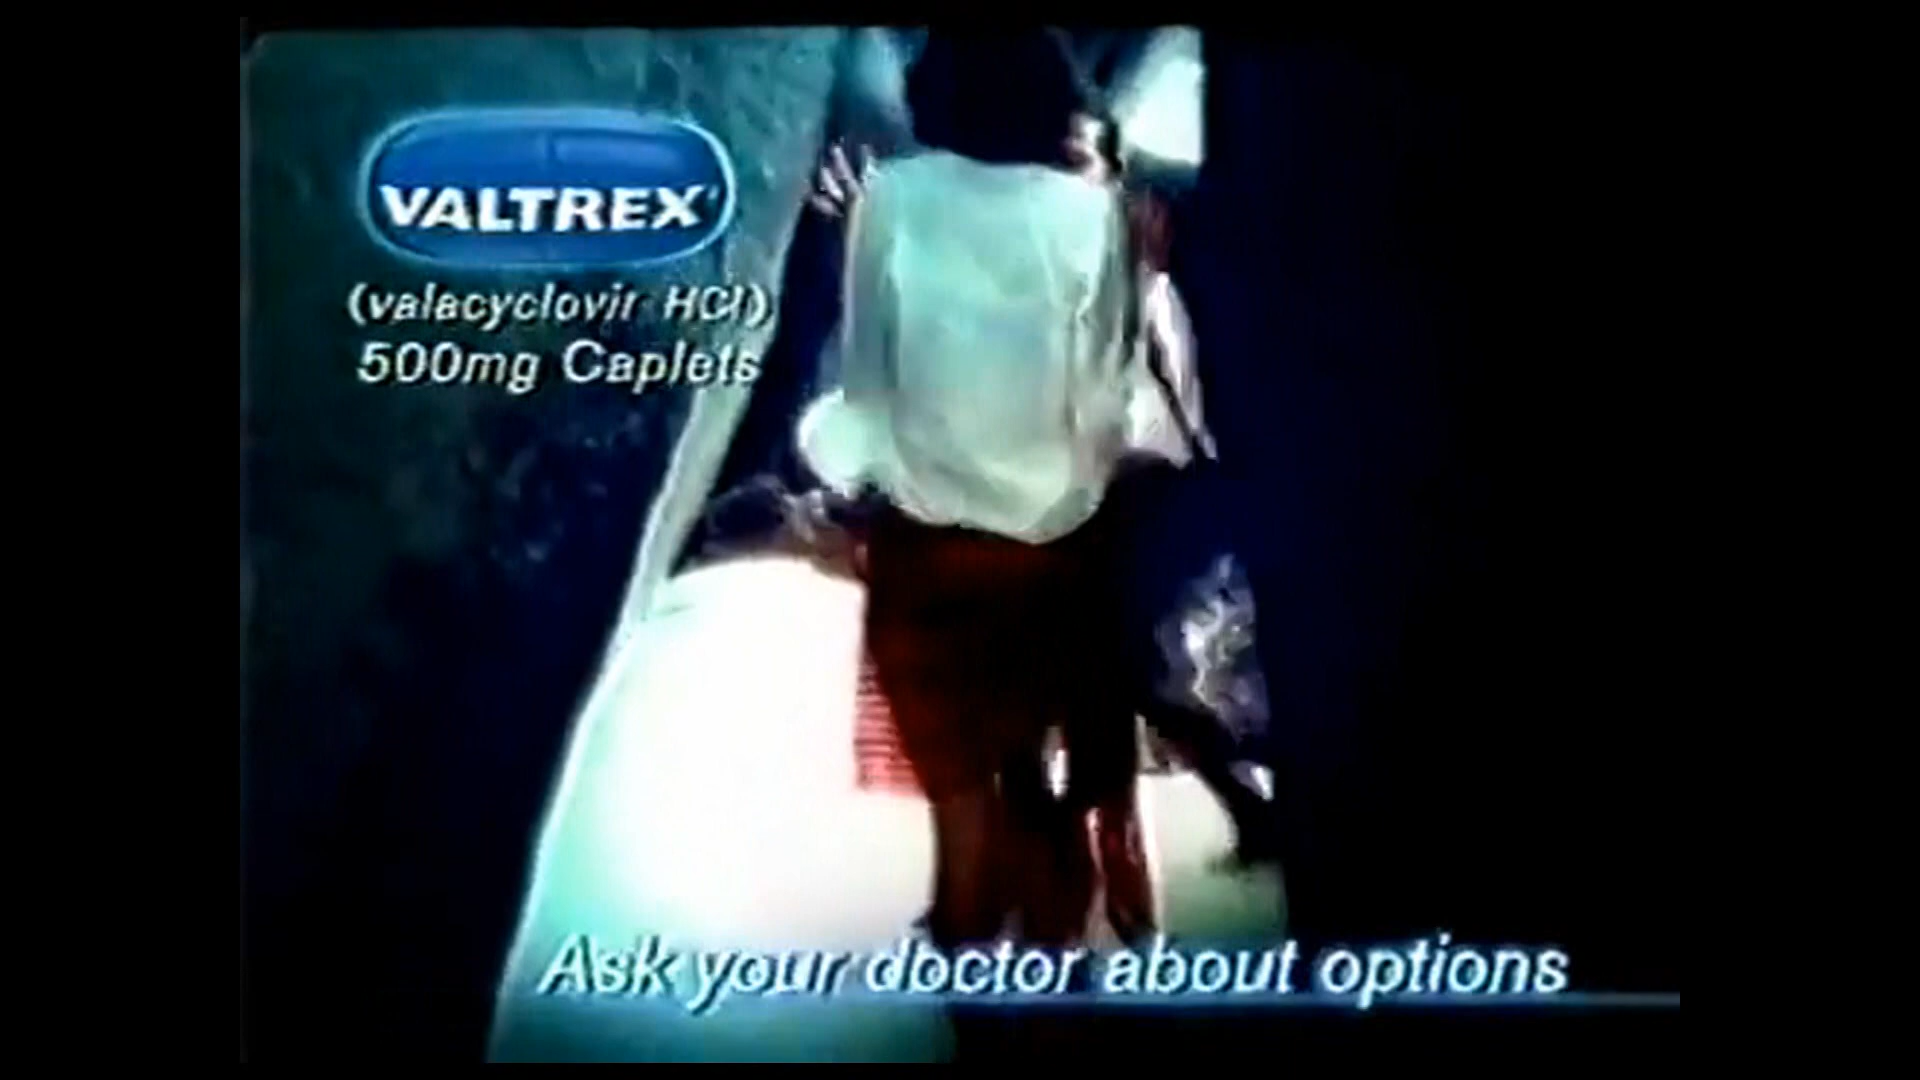 VALTREX®
(valacyclovir HCl)
500mg Caplets
Ask your doctor about options